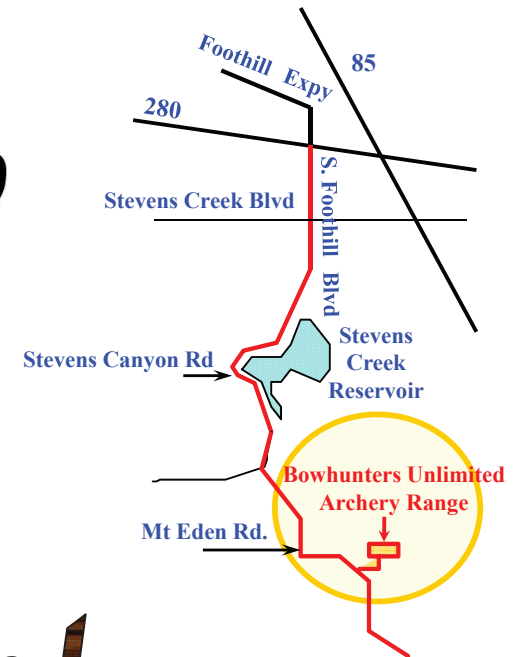 Foothill Expy
85
280
S. Foothill Blvd
Stevens Creek Blvd
Stevens
Creek
Reservoir
Stevens Canyon Rd
Bowhunters Unlimited
Archery Range
Mt Eden Rd.